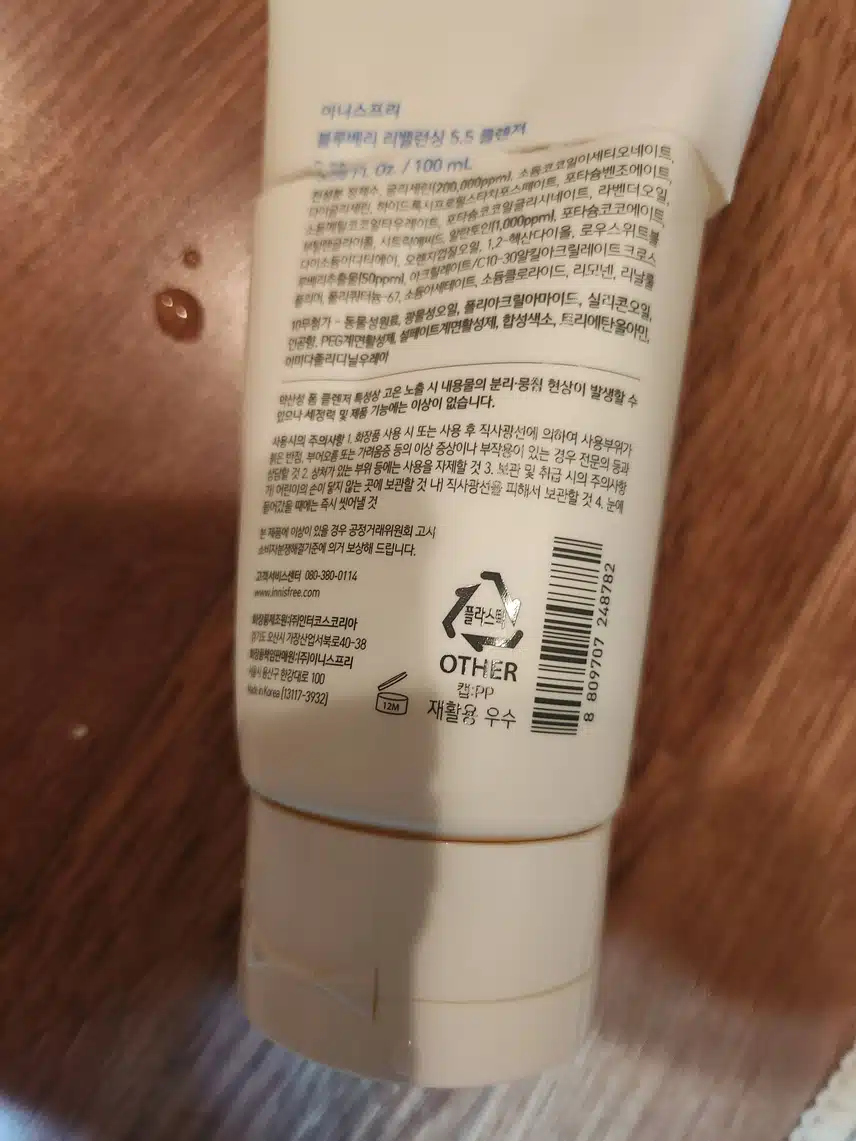 이니스프리
블루베리 리밸런싱 5.5 클렌저
Fl. Oz. / 100 mL
전성분 정제수, 글리세린(200,000ppm), 소듐코코일이세티오네이트,
다이글리세린, 하이드록시프로필스타치포스페이트, 포타슘벤조에이트,
소듐메틸코코일타우레이트, 포타슘코코일글리시네이트, 라벤더오일,
부틸렌글라이콜, 시트릭애씨드, 알란토인(1,000ppm), 포타슘코코에이트,
다이소듐이디티에이, 오렌지껍질오일, 1,2-헥산다이올, 로우스위트블
루베리추출물(50ppm), 아크릴레이트/C10-30알킬아크릴레이트크로스
폴리머, 폴리쿼터늄-67, 소듐아세테이트, 소듐클로라이드, 리모넨, 리날룰
10무첨가 - 동물성원료, 광물성오일, 폴리아크릴아마이드, 실리콘오일,
인공향, PEG계면활성제, 설페이트계면활성제, 합성색소, 트리에탄올아민,
이미다졸리디닐우레아
약산성 폼 클렌저 특성상 고온 노출 시 내용물의 분리·뭉침 현상이 발생할 수
있으나 세정력 및 제품 기능에는 이상이 없습니다.
사용시의 주의사항 1. 화장품 사용 시 또는 사용 후 직사광선에 의하여 사용부위가
붉은 반점, 부어오름 또는 가려움증 등의 이상 증상이나 부작용이 있는 경우 전문의 등과
상담할 것 2. 상처가 있는 부위 등에는 사용을 자제할 것 3. 보관 및 취급 시의 주의사항
가) 어린이의 손이 닿지 않는 곳에 보관할 것 나) 직사광선을 피해서 보관할 것 4. 눈에
들어갔을 때에는 즉시 씻어낼 것
본 제품에 이상이 있을 경우 공정거래위원회 고시
소비자분쟁해결기준에 의거 보상해 드립니다.
고객서비스센터 080-380-0114
www.innisfree.com
화장품제조원:(주)인터코스코리아
경기도 오산시 가장산업서북로40-38
화장품책임판매원:(주)이니스프리
서울시 용산구 한강대로 100
Made in Korea (13117-3932)
12M
플라스틱
OTHER
캡:PP
재활용 우수
8 809707 248782